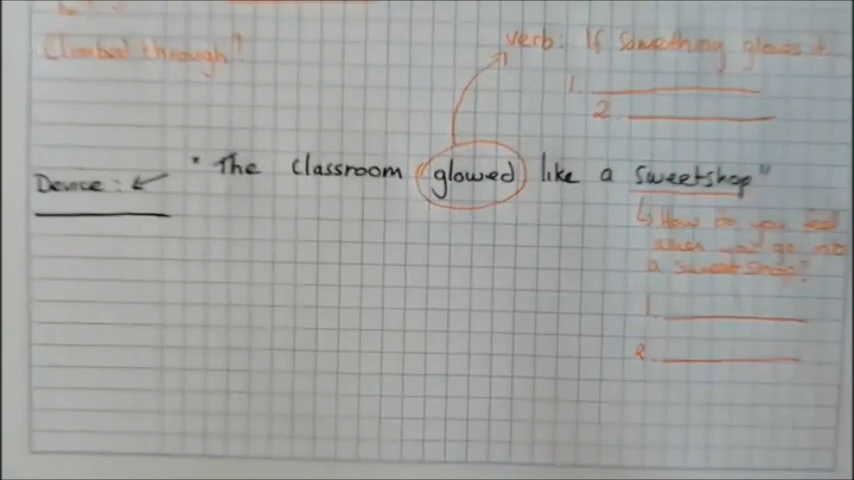 Climbed through"
verb: If something glows
1.
2
"The classroom glowed like a sweetshop"
Device:
How do you feel
when you go into
a sweetshop?
1.
2.